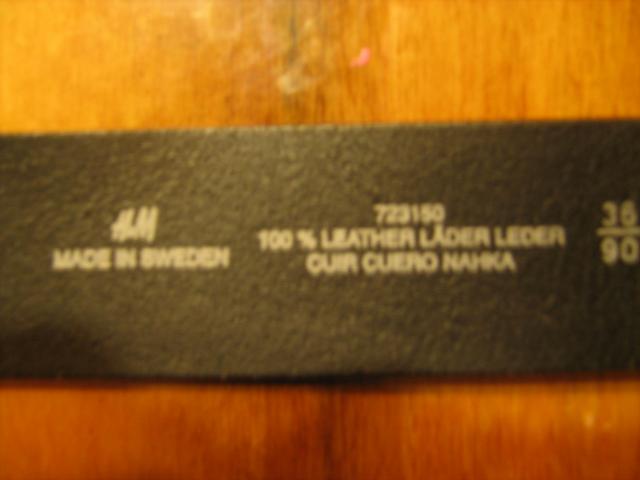 H&M
MADE IN SWEDEN
723150
100 % LEATHER LÄDER LEDER
CUIR CUERO NAHKA
36
90